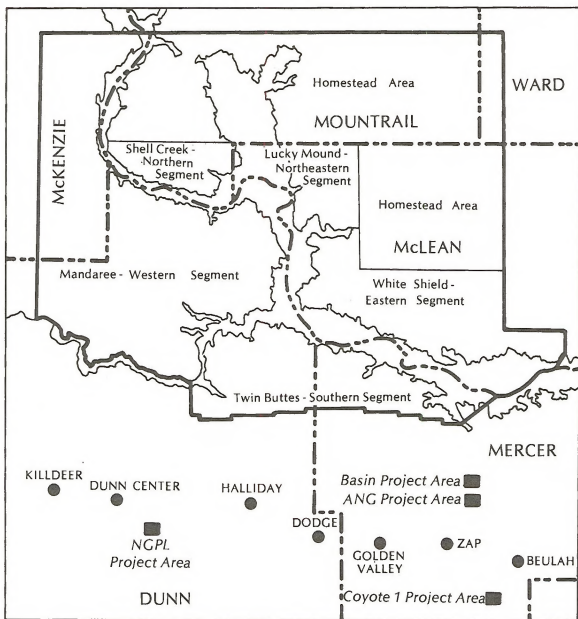 Homestead Area
WARD
MOUNTRAIL
McKENZIE
Shell Creek -
Northern
Segment
Lucky Mound -
Northeastern
Segment
Homestead Area
McLEAN
Mandaree - Western Segment
White Shield -
Eastern Segment
Twin Buttes - Southern Segment
MERCER
KILLDEER
DUNN CENTER
HALLIDAY
Basin Project Area
ANG Project Area
NGPL
Project Area
DODGE
GOLDEN
VALLEY
ZAP
BEULAH
DUNN
Coyote 1 Project Area